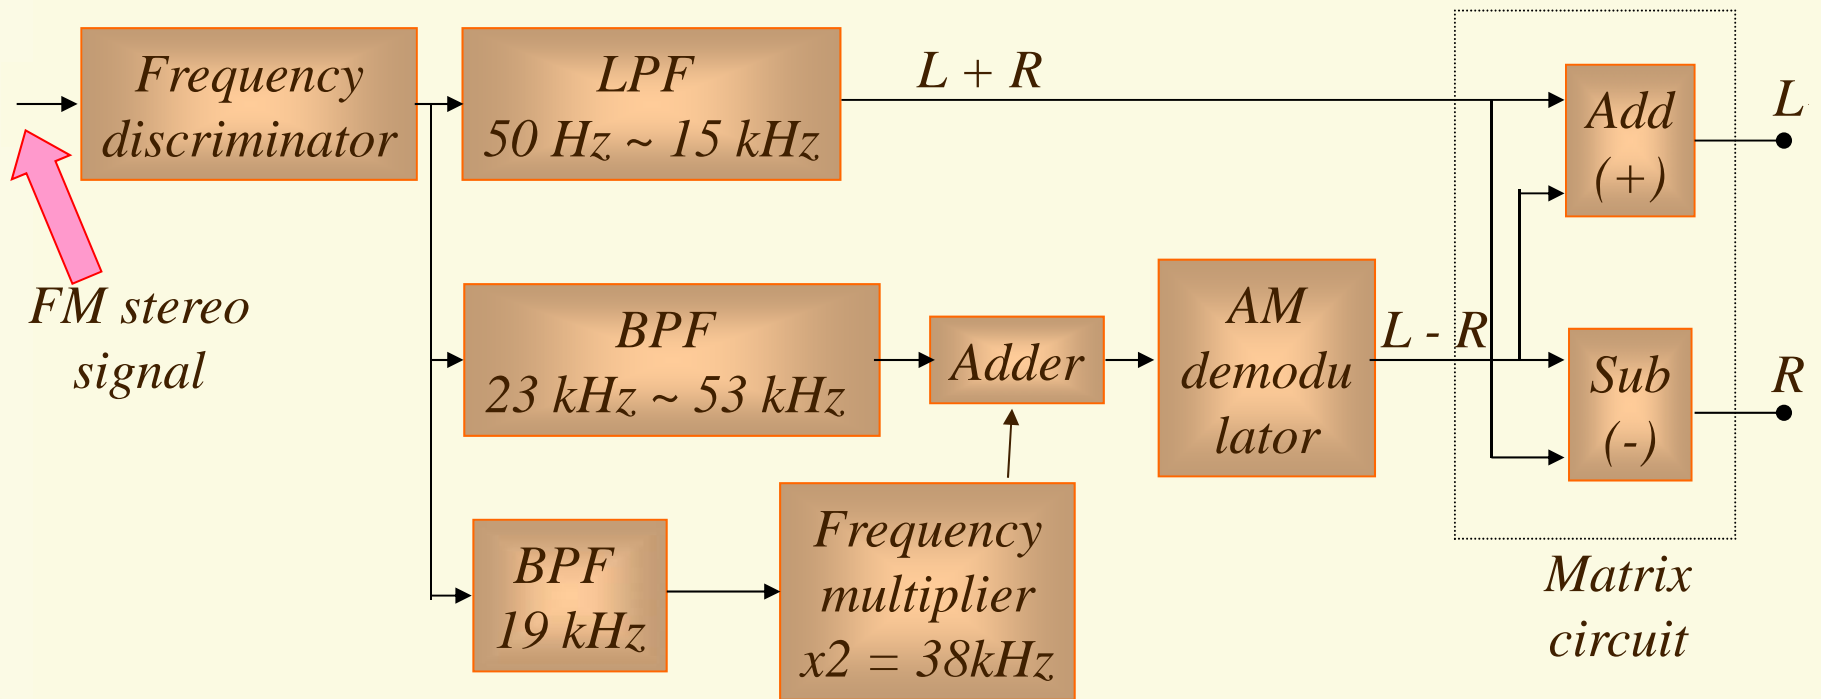 Frequency
discriminator
LPF
50 Hz ~ 15 kHz
L + R
Add
(+)
L
FM stereo
signal
BPF
23 kHz ~ 53 kHz
Adder
AM
demodu
lator
L - R
Sub
(-)
R
BPF
19 kHz
Frequency
multiplier
x2 = 38kHz
Matrix
circuit